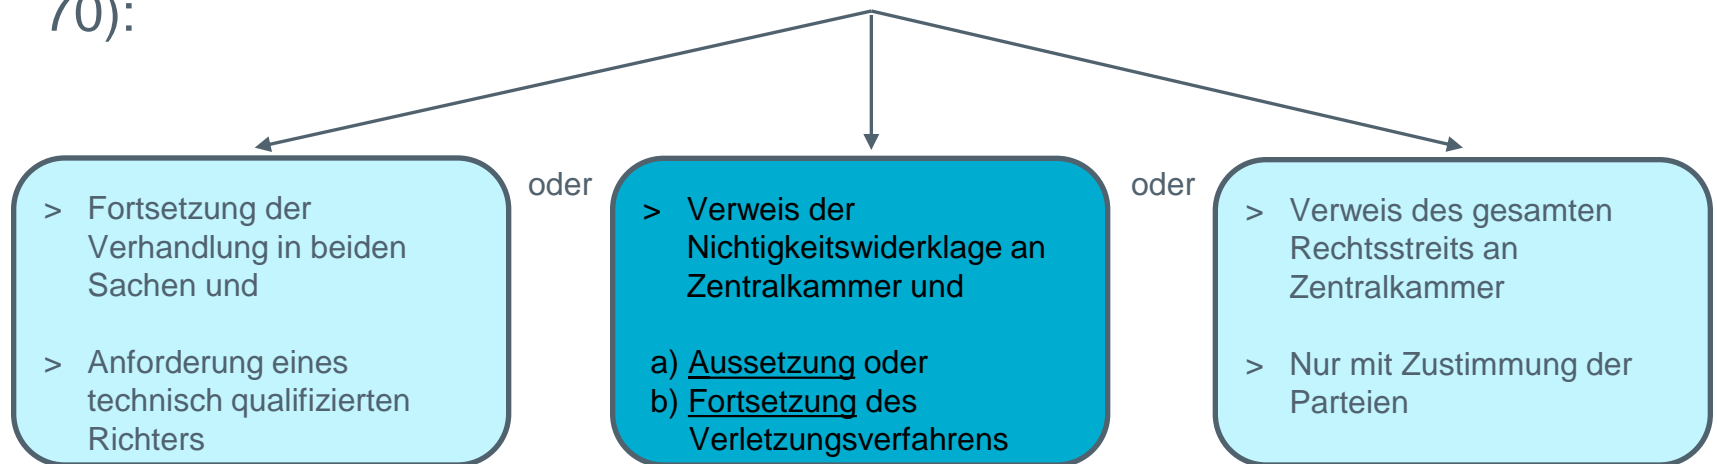 70):
oder
oder
> Fortsetzung der
Verhandlung in beiden
Sachen und
> Anforderung eines
technisch qualifizierten
Richters
> Verweis der
Nichtigkeitswiderklage an
Zentralkammer und
a) Aussetzung oder
b) Fortsetzung des
Verletzungsverfahrens
> Verweis des gesamten
Rechtsstreits an
Zentralkammer
> Nur mit Zustimmung der
Parteien